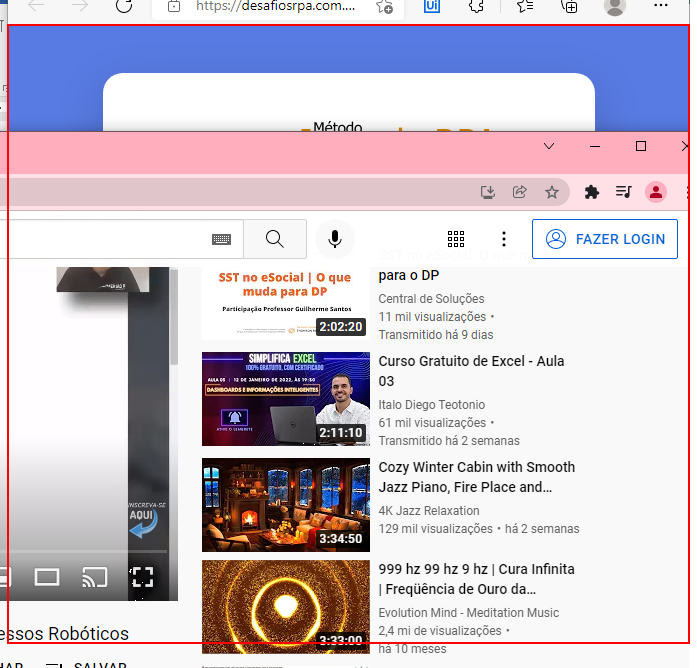 https://desafiosrpa.com....
Ui
Método
FAZER LOGIN
SST no eSocial | O que
muda para DP
Participação Professor Guilherme Santos
2:02:20
para o DP
Central de Soluções
11 mil visualizações •
Transmitido há 9 dias
SIMPLIFICA EXCEL
100% GRATUITO, COM CERTIFICADO
AULA 03 | 12 DE JANEIRO DE 2022, ÀS 19:30
DASHBOARDS E INFORMAÇÕES INTELIGENTES
ATIVE O LEMBRETE
2:11:10
Curso Gratuito de Excel - Aula
03
Italo Diego Teotonio
61 mil visualizações •
Transmitido há 2 semanas
3:34:50
Cozy Winter Cabin with Smooth
Jazz Piano, Fire Place and...
4K Jazz Relaxation
129 mil visualizações • há 2 semanas
3:33:00
999 hz 99 hz 9 hz | Cura Infinita
| Freqüência de Ouro da...
Evolution Mind - Meditation Music
2,4 mi de visualizações •
há 10 meses
INSCREVA-SE
AQUI
essos Robóticos
HAR
SALVAR